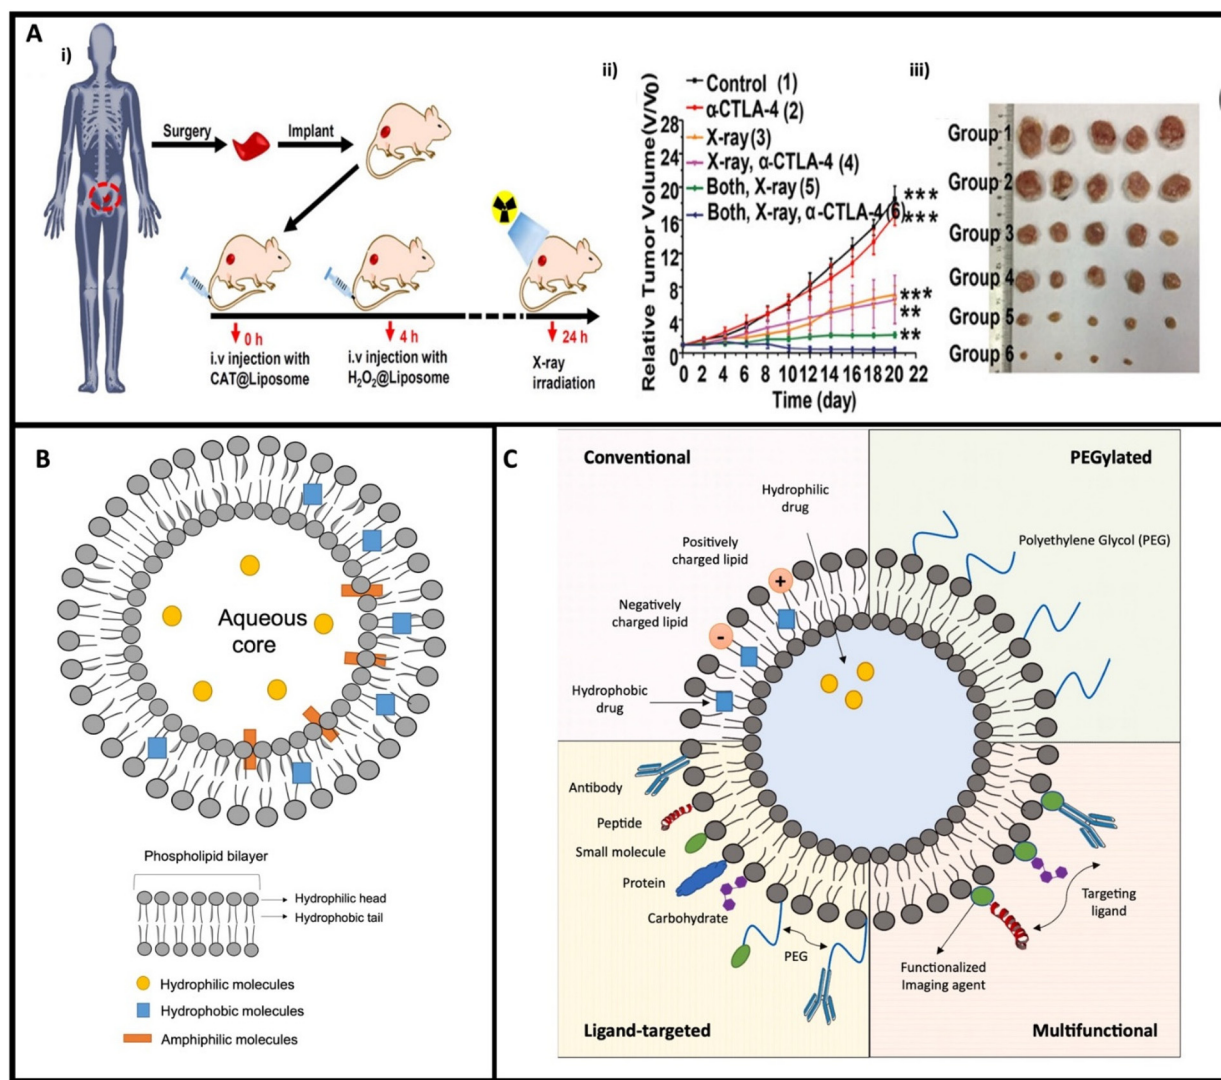 A
i)
Surgery
Implant
0 h
i.v injection with
CAT@Liposome
4 h
i.v injection with
H₂O₂@Liposome
24 h
X-ray
irradiation
ii)
Relative Tumor Volume(V/V₀)
Control (1)
α-CTLA-4 (2)
X-ray (3)
X-ray, α-CTLA-4 (4)
Both, X-ray (5)
Both, X-ray, α-CTLA-4 (6)
28
24
20
16
12
8
4
0
***
***
***
**
**
0 2 4 6 8 10 12 14 16 18 20 22
Time (day)
iii)
Group 1
Group 2
Group 3
Group 4
Group 5
Group 6
B
Aqueous
core
Phospholipid bilayer
Hydrophilic head
Hydrophobic tail
Hydrophilic molecules
Hydrophobic molecules
Amphiphilic molecules
C
Conventional
PEGylated
Hydrophilic
drug
Positively
charged lipid
+
Negatively
charged lipid
-
Hydrophobic
drug
Polyethylene Glycol (PEG)
Antibody
Peptide
Small molecule
Protein
Carbohydrate
PEG
Targeting
ligand
Functionalized
Imaging agent
Ligand-targeted
Multifunctional